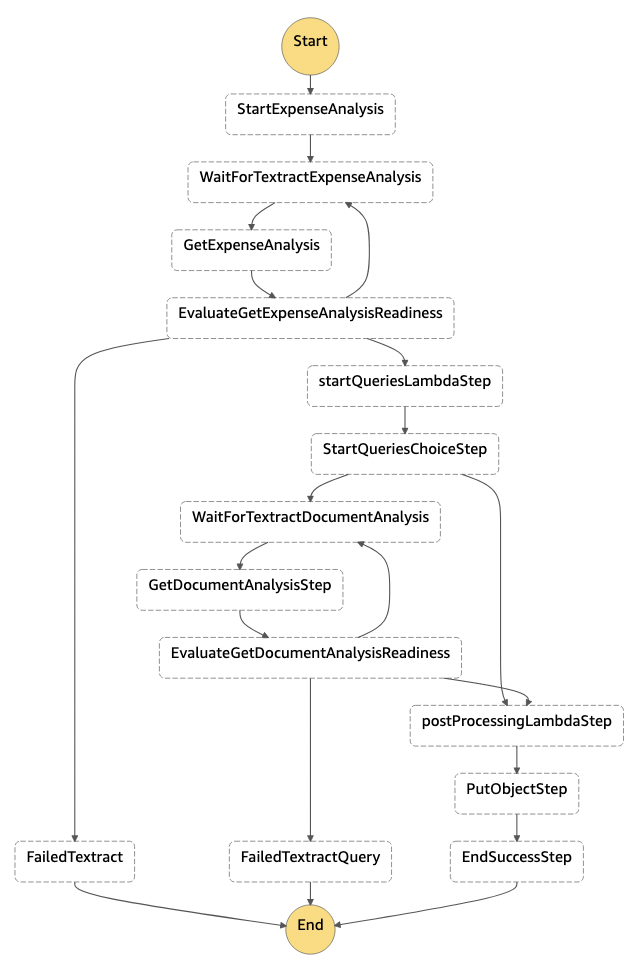 Start
StartExpenseAnalysis
WaitForTextractExpenseAnalysis
GetExpenseAnalysis
EvaluateGetExpenseAnalysisReadiness
startQueriesLambdaStep
StartQueriesChoiceStep
WaitForTextractDocumentAnalysis
GetDocumentAnalysisStep
EvaluateGetDocumentAnalysisReadiness
postProcessingLambdaStep
PutObjectStep
FailedTextract
FailedTextractQuery
EndSuccessStep
End